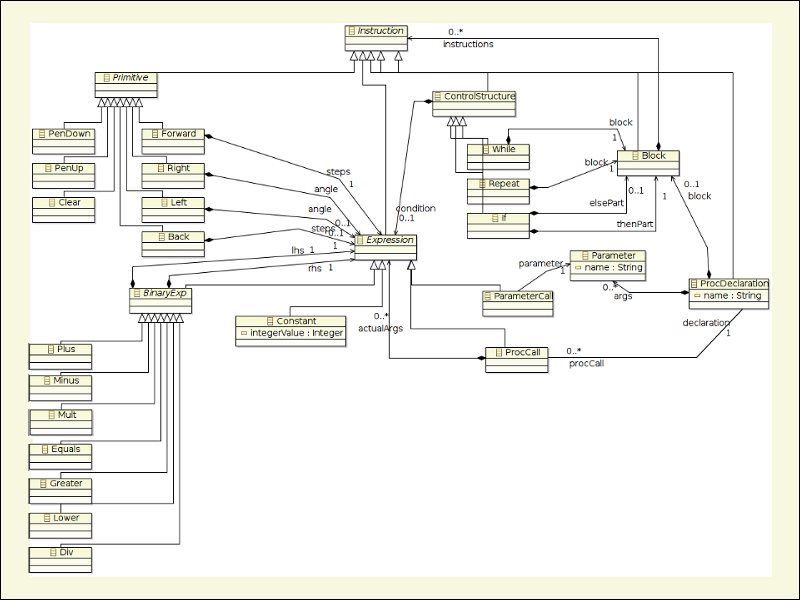 Instruction
0..*
instructions
Primitive
ControlStructure
PenDown
Forward
block
1
While
Block
PenUp
Right
steps
1
block
1
Repeat
0..1
0..1
block
angle
1
elsePart
Clear
Left
angle
condition
0..1
If
thenPart
0..1
steps
0..1
Back
1
Expression
lhs 1
rhs 1
Parameter
name : String
parameter
1
BinaryExp
ParameterCall
0..*
args
ProcDeclaration
name : String
Constant
integerValue : Integer
0..*
actualArgs
declaration
1
Plus
ProcCall
0..*
procCall
Minus
Mult
Equals
Greater
Lower
Div